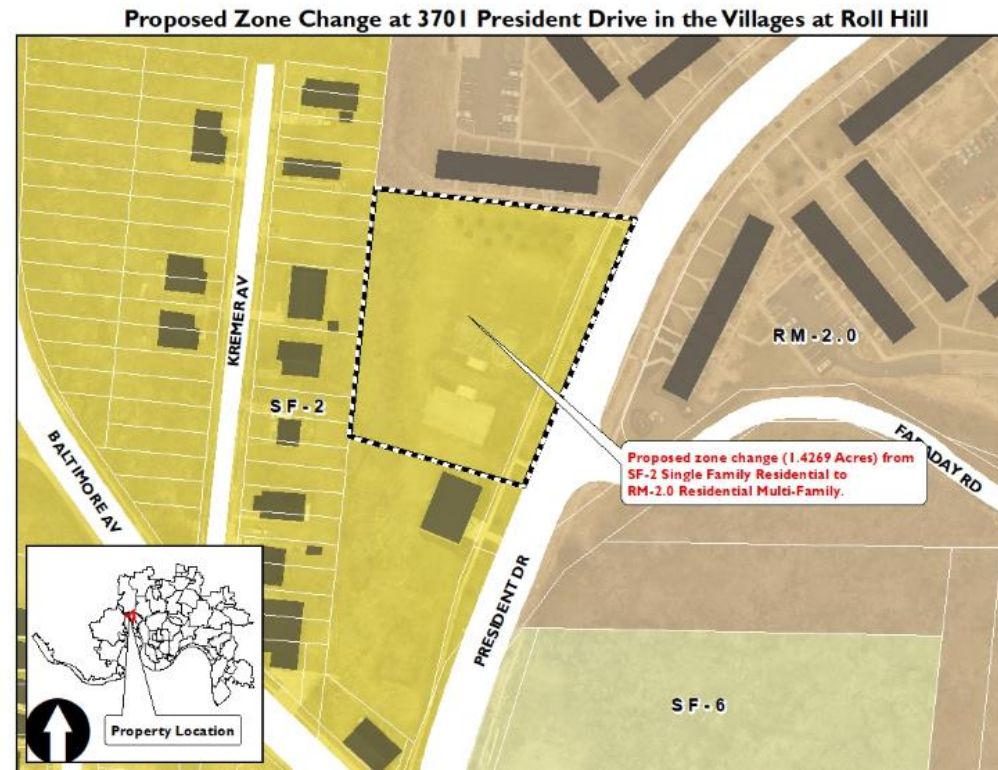 Proposed Zone Change at 3701 President Drive in the Villages at Roll Hill
KREMER AV
RM-2.0
SF-2
BALTIMORE AV
FARADAY RD
Proposed zone change (1.4269 Acres) from
SF-2 Single Family Residential to
RM-2.0 Residential Multi-Family.
PRESIDENT DR
SF-6
Property Location